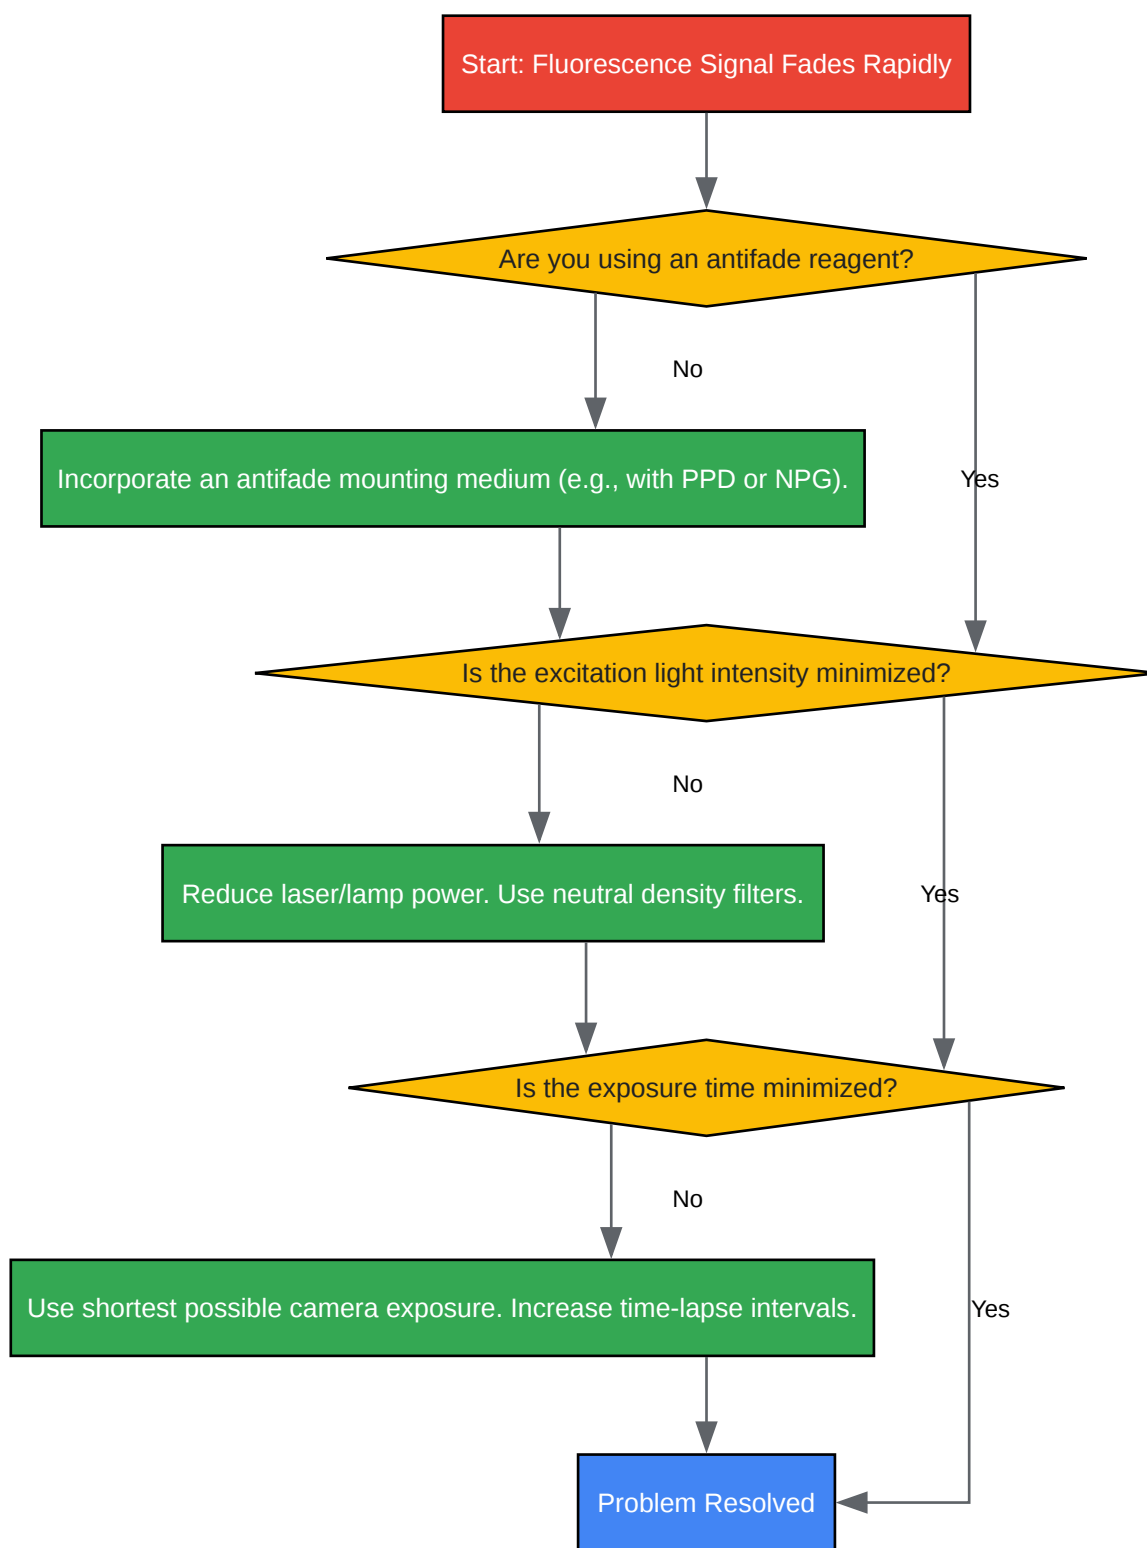 Start: Fluorescence Signal Fades Rapidly
Are you using an antifade reagent?
No
Incorporate an antifade mounting medium (e.g., with PPD or NPG).
Yes
Is the excitation light intensity minimized?
No
Reduce laser/lamp power. Use neutral density filters.
Yes
Is the exposure time minimized?
No
Use shortest possible camera exposure. Increase time-lapse intervals.
Yes
Problem Resolved